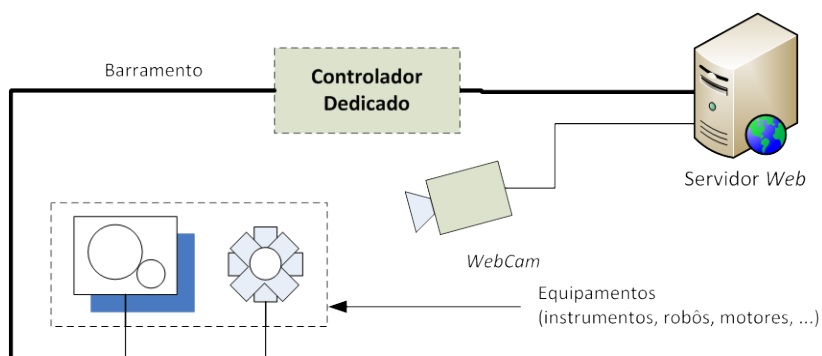 Barramento
Controlador
Dedicado
Servidor Web
WebCam
Equipamentos
(instrumentos, robôs, motores, ...)